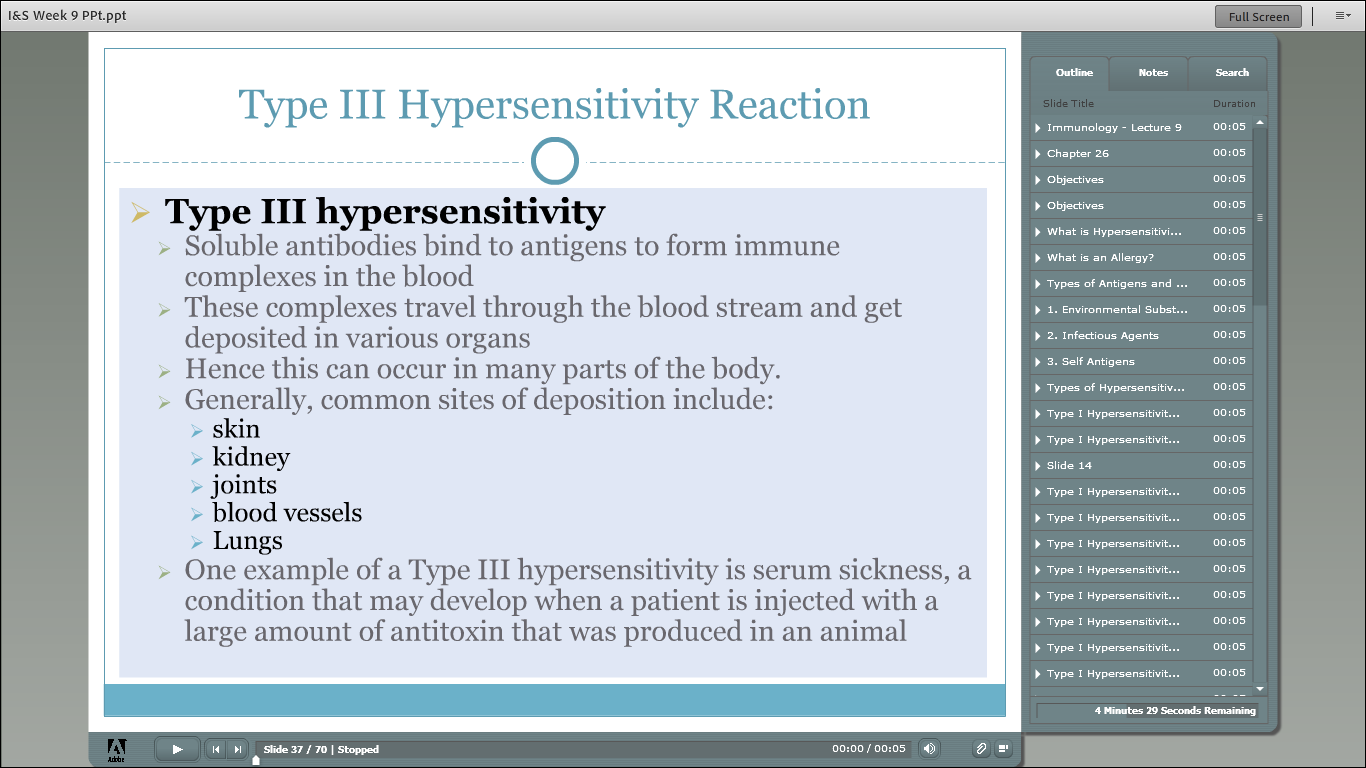 I&S Week 9 PPt.ppt
Full Screen
Type III Hypersensitivity Reaction
Type III hypersensitivity
Soluble antibodies bind to antigens to form immune
complexes in the blood
These complexes travel through the blood stream and get
deposited in various organs
Hence this can occur in many parts of the body.
Generally, common sites of deposition include:
skin
kidney
joints
blood vessels
Lungs
One example of a Type III hypersensitivity is serum sickness, a
condition that may develop when a patient is injected with a
large amount of antitoxin that was produced in an animal
Outline Notes Search
Slide Title Duration
Immunology - Lecture 9 00:05
Chapter 26 00:05
Objectives 00:05
Objectives 00:05
What is Hypersensitivi... 00:05
What is an Allergy? 00:05
Types of Antigens and ... 00:05
1. Environmental Subst... 00:05
2. Infectious Agents 00:05
3. Self Antigens 00:05
Types of Hypersensitiv... 00:05
Type I Hypersensitivit... 00:05
Type I Hypersensitivit... 00:05
Slide 14 00:05
Type I Hypersensitivit... 00:05
Type I Hypersensitivit... 00:05
Type I Hypersensitivit... 00:05
Type I Hypersensitivit... 00:05
Type I Hypersensitivit... 00:05
Type I Hypersensitivit... 00:05
Type I Hypersensitivit... 00:05
Type I Hypersensitivit... 00:05
4 Minutes 29 Seconds Remaining
Adobe
Slide 37 / 70 | Stopped 00:00 / 00:05